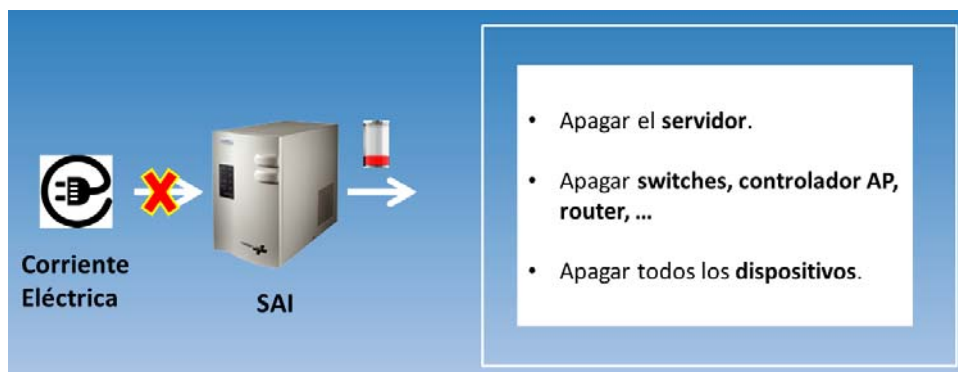 • Apagar el servidor.
• Apagar switches, controlador AP,
router, ...
• Apagar todos los dispositivos.
Corriente
Eléctrica
SAI